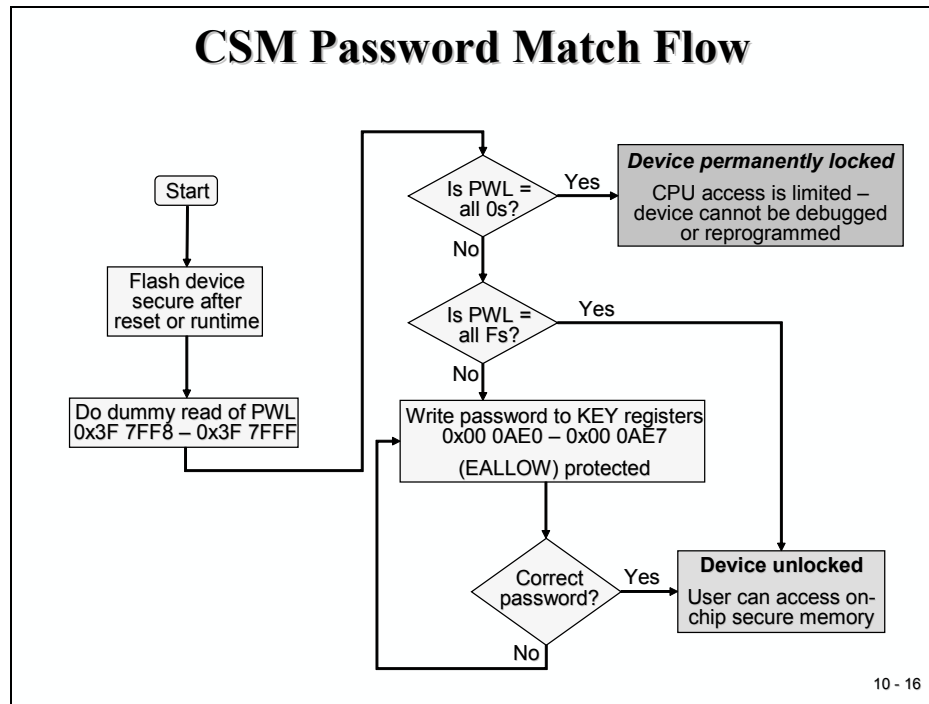 CSM Password Match Flow
Start
Flash device
secure after
reset or runtime
Do dummy read of PWL
0x3F 7FF8 – 0x3F 7FFF
Is PWL =
all 0s?
Yes
Device permanently locked
CPU access is limited –
device cannot be debugged
or reprogrammed
No
Is PWL =
all Fs?
Yes
No
Write password to KEY registers
0x00 0AE0 – 0x00 0AE7
(EALLOW) protected
Correct
password?
Yes
Device unlocked
User can access on-
chip secure memory
No
10 - 16